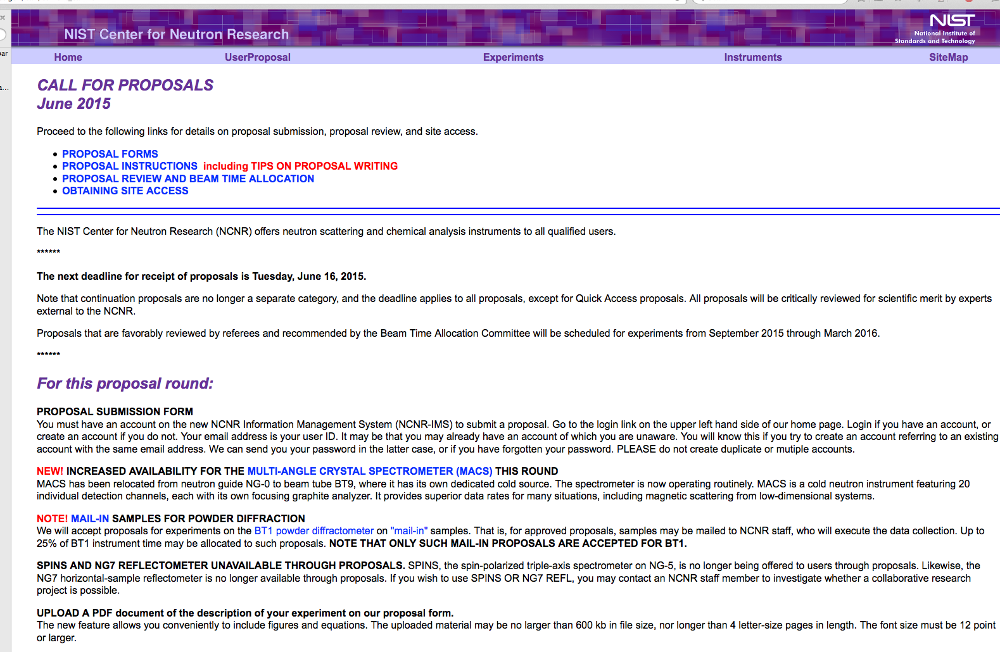 NIST Center for Neutron Research
NIST
National Institute of
Standards and Technology
Home UserProposal Experiments Instruments SiteMap
CALL FOR PROPOSALS
June 2015
Proceed to the following links for details on proposal submission, proposal review, and site access.
• PROPOSAL FORMS
• PROPOSAL INSTRUCTIONS including TIPS ON PROPOSAL WRITING
• PROPOSAL REVIEW AND BEAM TIME ALLOCATION
• OBTAINING SITE ACCESS
The NIST Center for Neutron Research (NCNR) offers neutron scattering and chemical analysis instruments to all qualified users.
******
The next deadline for receipt of proposals is Tuesday, June 16, 2015.
Note that continuation proposals are no longer a separate category, and the deadline applies to all proposals, except for Quick Access proposals. All proposals will be critically reviewed for scientific merit by experts
external to the NCNR.
Proposals that are favorably reviewed by referees and recommended by the Beam Time Allocation Committee will be scheduled for experiments from September 2015 through March 2016.
******
For this proposal round:
PROPOSAL SUBMISSION FORM
You must have an account on the new NCNR Information Management System (NCNR-IMS) to submit a proposal. Go to the login link on the upper left hand side of our home page. Login if you have an account, or
create an account if you do not. Your email address is your user ID. It may be that you may already have an account of which you are unaware. You will know this if you try to create an account referring to an existing
account with the same email address. We can send you your password in the latter case, or if you have forgotten your password. PLEASE do not create duplicate or mutiple accounts.
NEW! INCREASED AVAILABILITY FOR THE MULTI-ANGLE CRYSTAL SPECTROMETER (MACS) THIS ROUND
MACS has been relocated from neutron guide NG-0 to beam tube BT9, where it has its own dedicated cold source. The spectrometer is now operating routinely. MACS is a cold neutron instrument featuring 20
individual detection channels, each with its own focusing graphite analyzer. It provides superior data rates for many situations, including magnetic scattering from low-dimensional systems.
NOTE! MAIL-IN SAMPLES FOR POWDER DIFFRACTION
We will accept proposals for experiments on the BT1 powder diffractometer on "mail-in" samples. That is, for approved proposals, samples may be mailed to NCNR staff, who will execute the data collection. Up to
25% of BT1 instrument time may be allocated to such proposals. NOTE THAT ONLY SUCH MAIL-IN PROPOSALS ARE ACCEPTED FOR BT1.
SPINS AND NG7 REFLECTOMETER UNAVAILABLE THROUGH PROPOSALS. SPINS, the spin-polarized triple-axis spectrometer on NG-5, is no longer being offered to users through proposals. Likewise, the
NG7 horizontal-sample reflectometer is no longer available through proposals. If you wish to use SPINS OR NG7 REFL, you may contact an NCNR staff member to investigate whether a collaborative research
project is possible.
UPLOAD A PDF document of the description of your experiment on our proposal form.
The new feature allows you conveniently to include figures and equations. The uploaded material may be no larger than 600 kb in file size, nor longer than 4 letter-size pages in length. The font size must be 12 point
or larger.